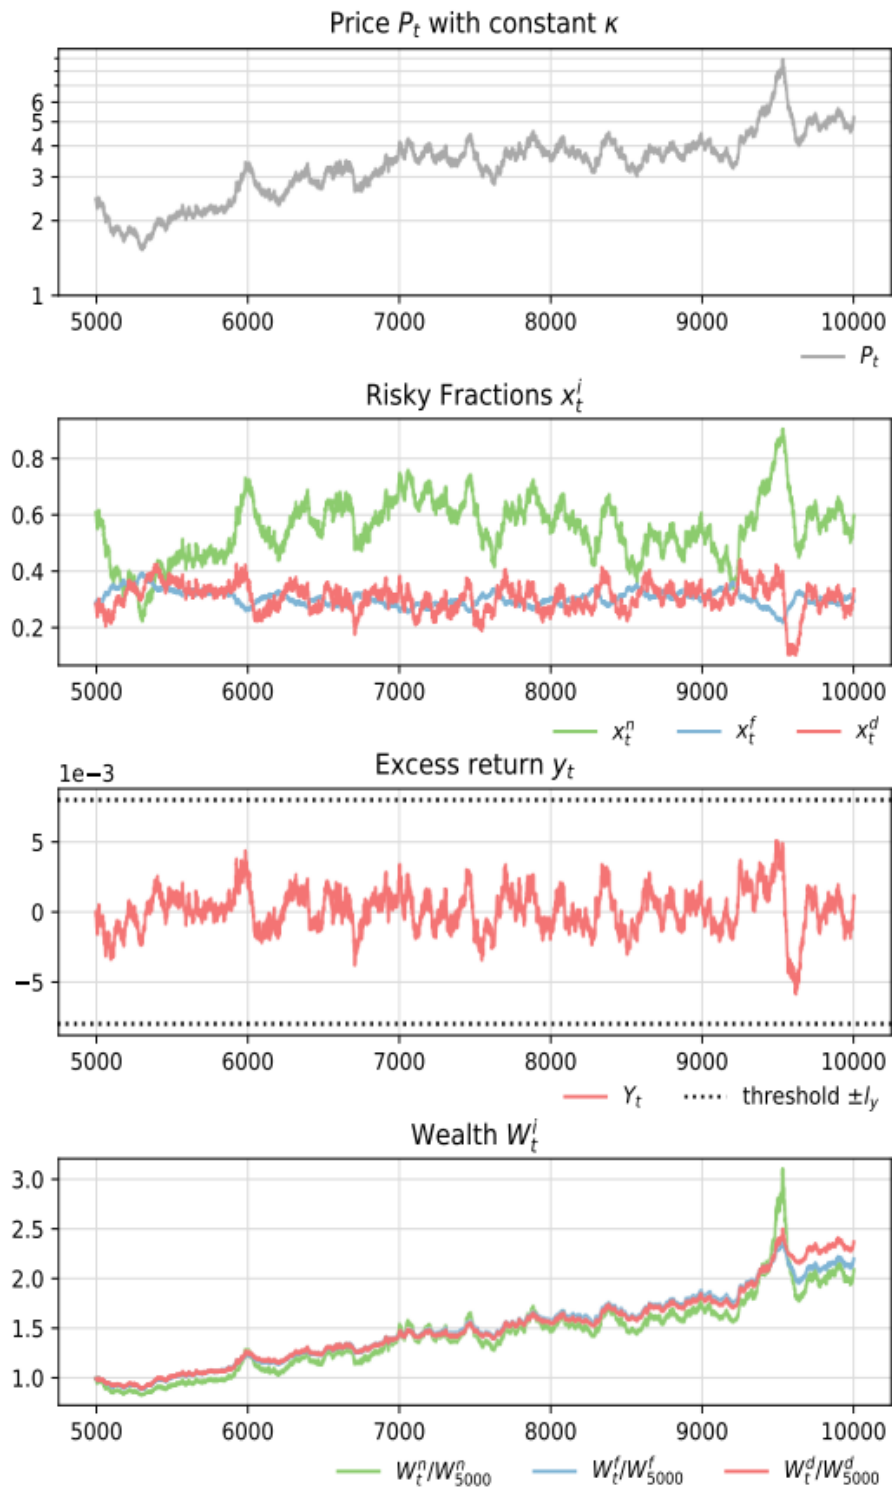 Price P_t with constant κ
6
5
4
3
2
1
5000 6000 7000 8000 9000 10000
P_t
Risky Fractions x_t^i
0.8
0.6
0.4
0.2
5000 6000 7000 8000 9000 10000
x_t^n x_t^f x_t^d
1e−3 Excess return y_t
5
0
−5
5000 6000 7000 8000 9000 10000
Y_t threshold ±l_y
Wealth W_t^i
3.0
2.5
2.0
1.5
1.0
5000 6000 7000 8000 9000 10000
W_t^n/W_5000^n W_t^f/W_5000^f W_t^d/W_5000^d